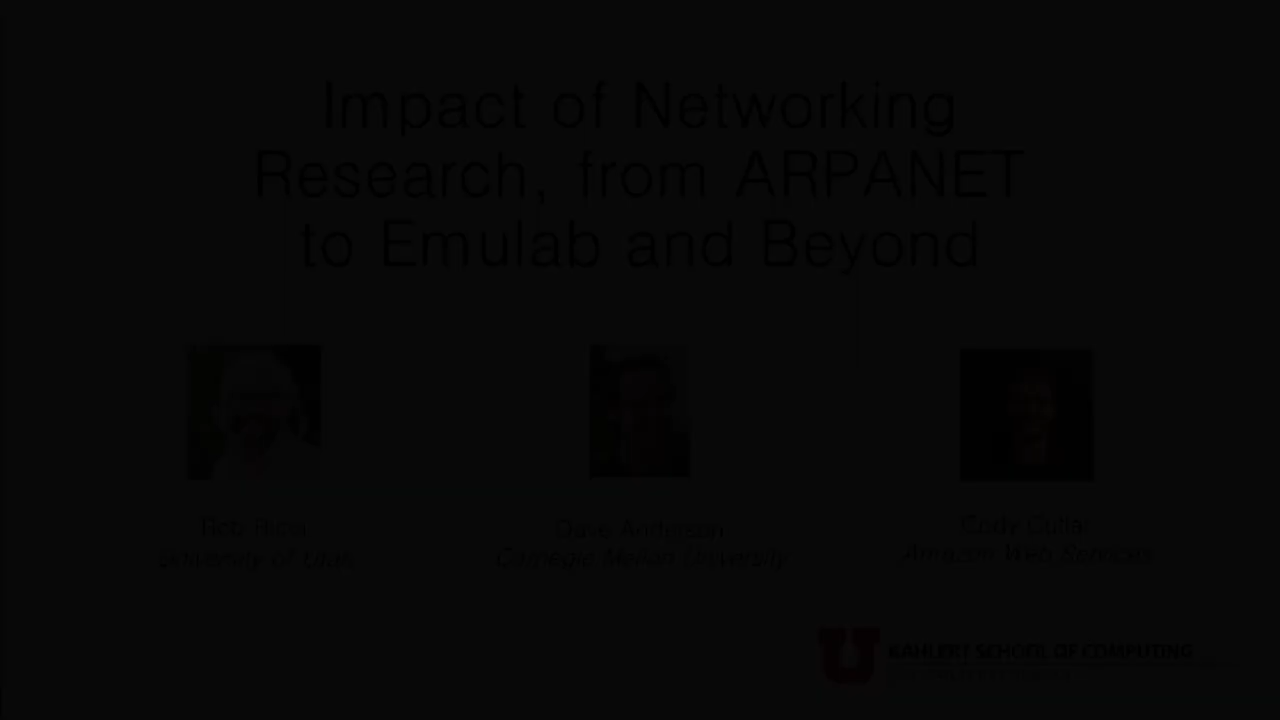 Impact of Networking
Research, from ARPANET
to Emulab and Beyond
Rob Ricci
University of Utah
Dave Anderson
Carnegie Mellon University
Cody Cutler
Amazon Web Services
KAHLERT SCHOOL OF COMPUTING